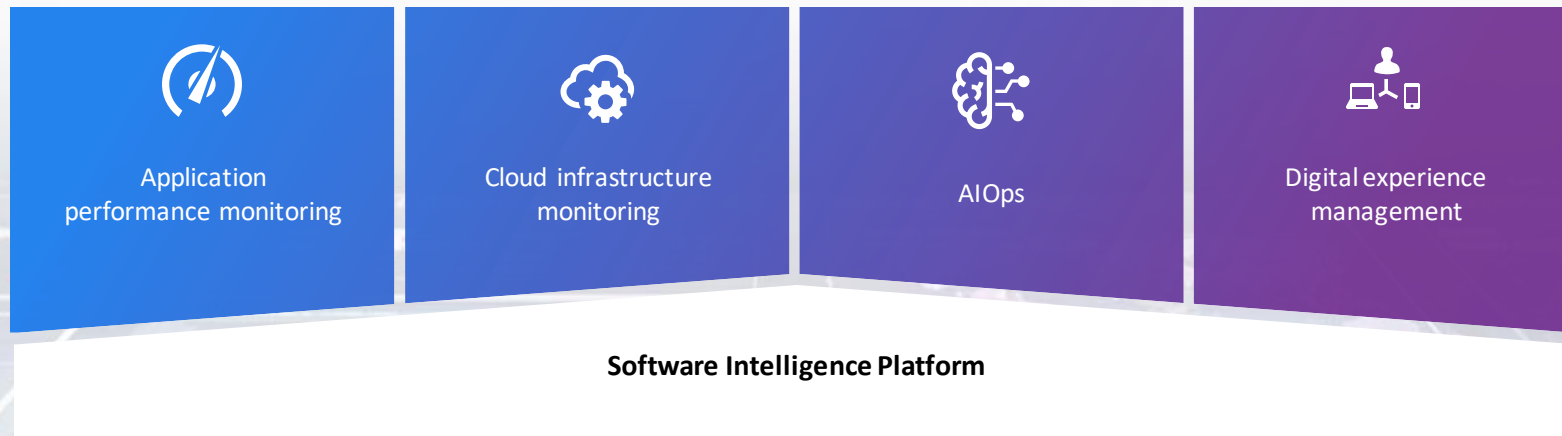 Application
performance monitoring
Cloud infrastructure
monitoring
AIOps
Digital experience
management
Software Intelligence Platform